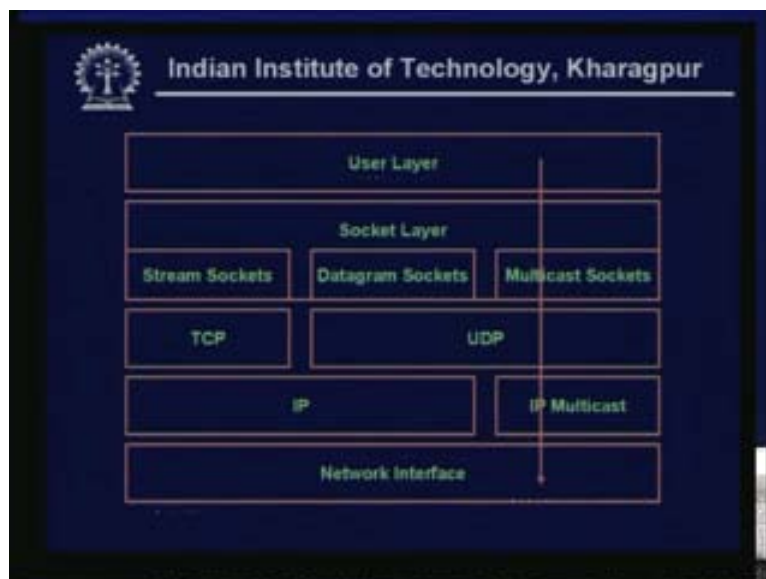 Indian Institute of Technology, Kharagpur
User Layer
Socket Layer
Stream Sockets Datagram Sockets Multicast Sockets
TCP UDP
IP IP Multicast
Network Interface